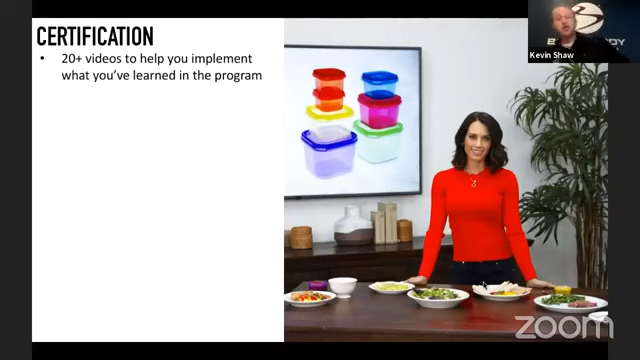 CERTIFICATION
• 20+ videos to help you implement
what you've learned in the program
Kevin Shaw
zoom